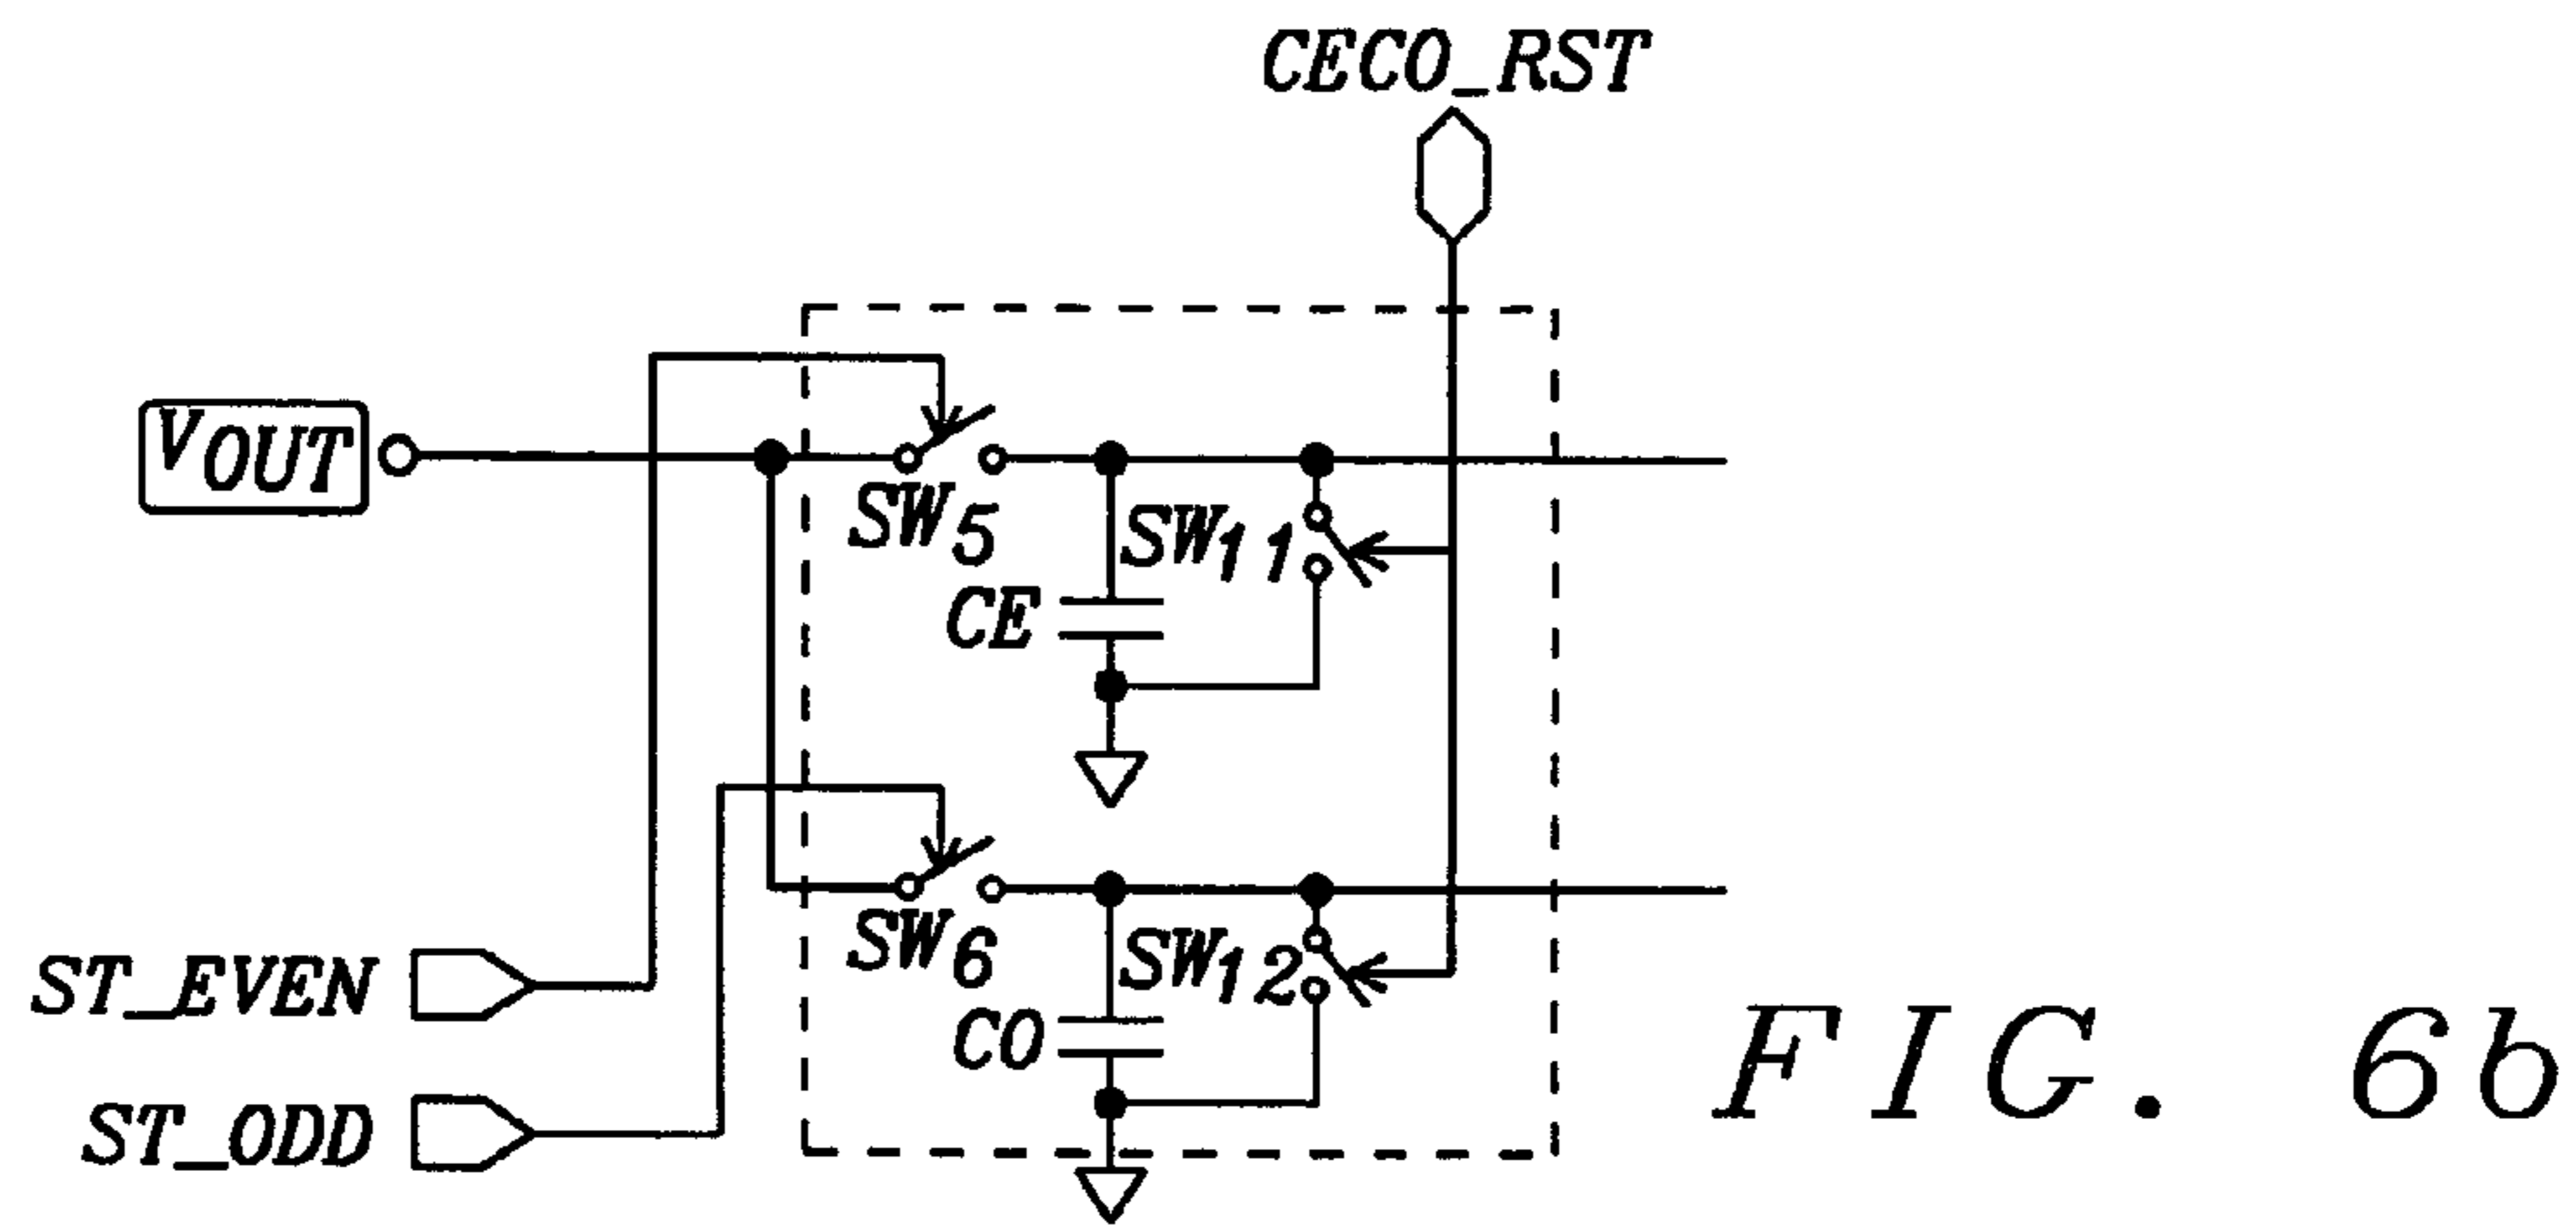 CECO_RST
VOUT
SW5
SW11
CE
SW6
SW12
CO
ST_EVEN
ST_ODD
FIG. 6b